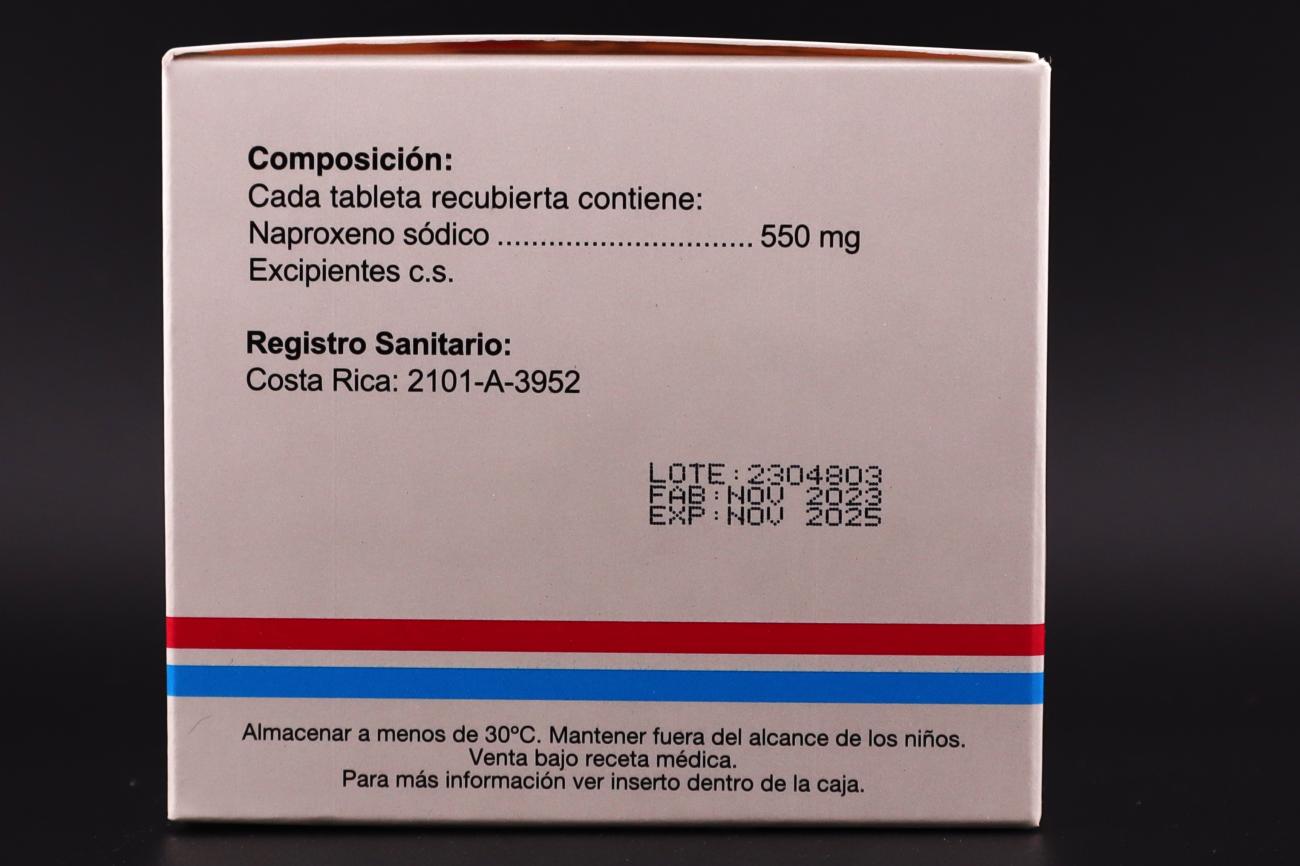 Composición:
Cada tableta recubierta contiene:
Naproxeno sódico .............................. 550 mg
Excipientes c.s.
Registro Sanitario:
Costa Rica: 2101-A-3952
LOTE:2304803
FAB:NOV 2023
EXP:NOV 2025
Almacenar a menos de 30ºC. Mantener fuera del alcance de los niños.
Venta bajo receta médica.
Para más información ver inserto dentro de la caja.